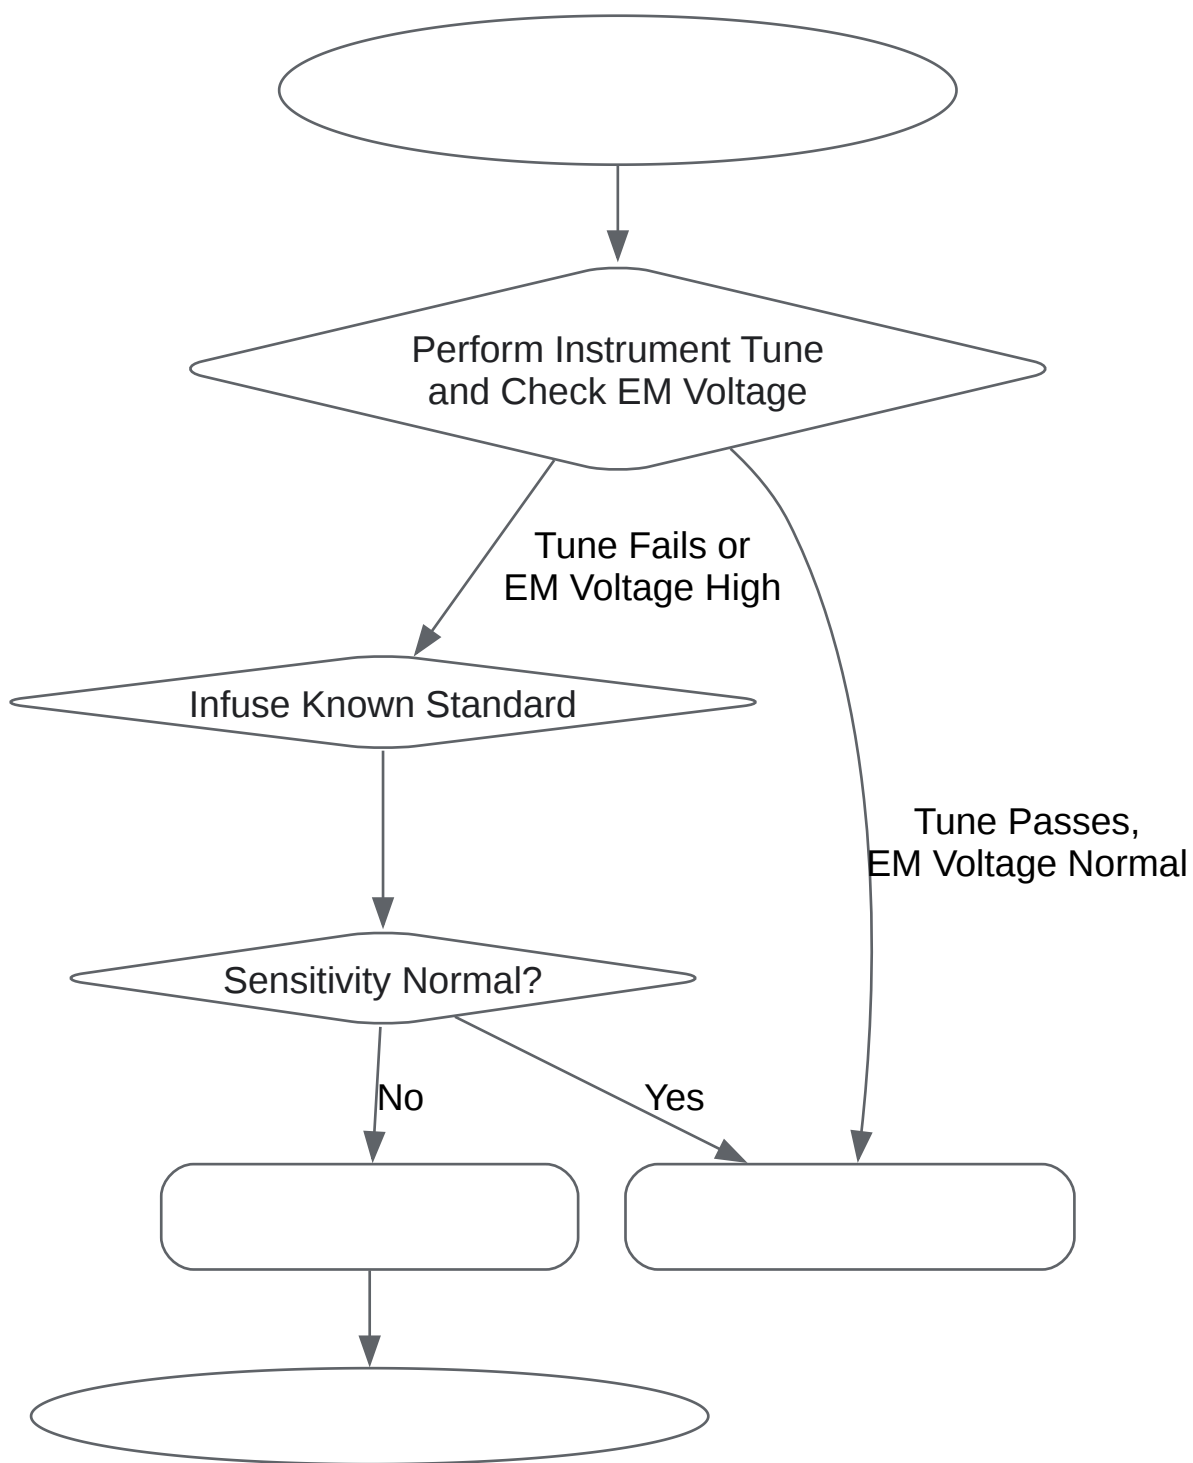 Perform Instrument Tune
and Check EM Voltage
Tune Fails or
EM Voltage High
Infuse Known Standard
Tune Passes,
EM Voltage Normal
Sensitivity Normal?
No
Yes